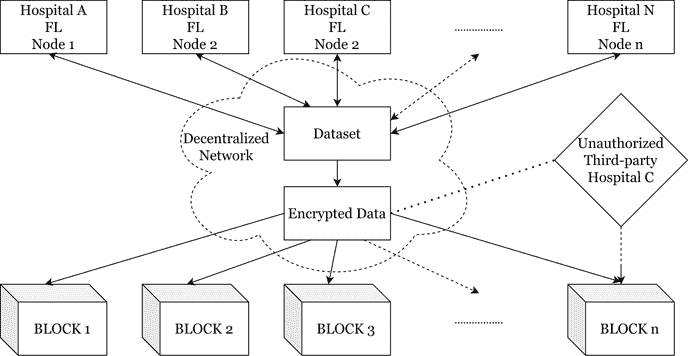 Hospital A
FL
Node 1
Hospital B
FL
Node 2
Hospital C
FL
Node 2
Hospital N
FL
Node n
Decentralized
Network
Dataset
Unauthorized
Third-party
Hospital C
Encrypted Data
BLOCK 1
BLOCK 2
BLOCK 3
BLOCK n